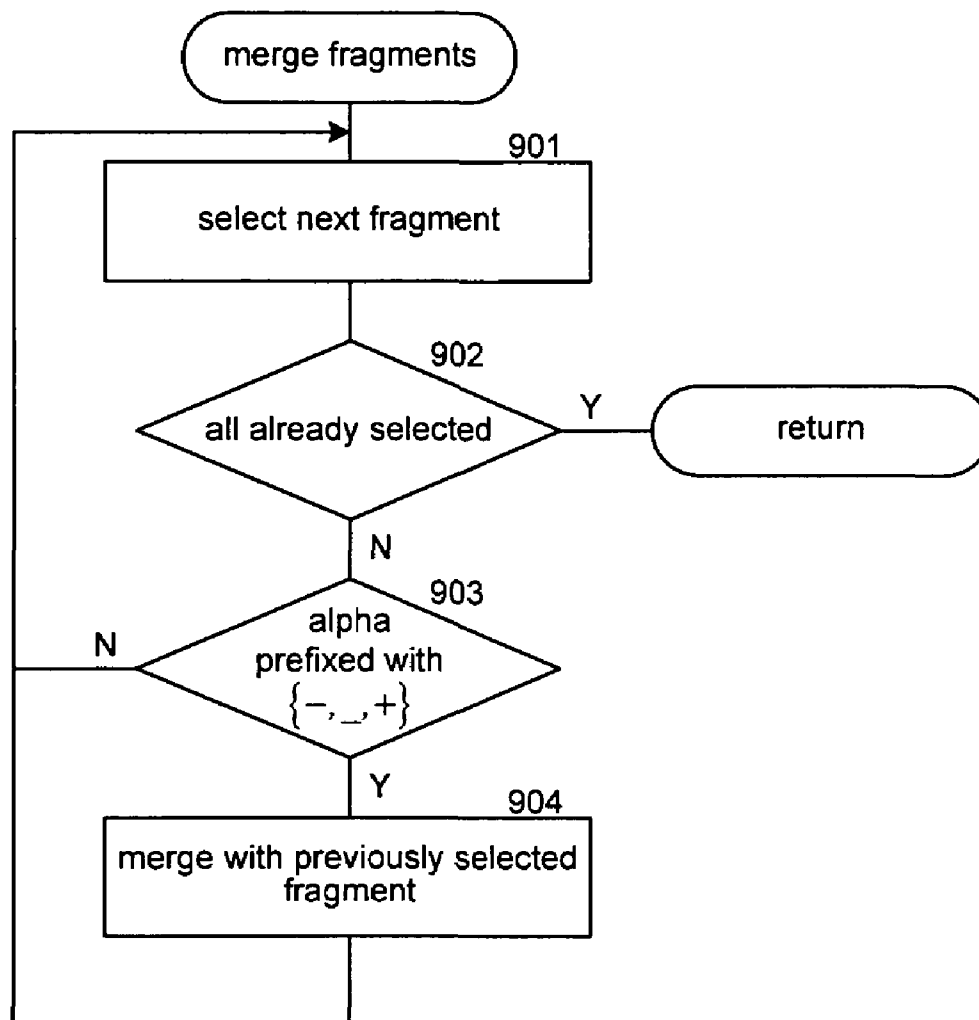 merge fragments
901
select next fragment
902
all already selected
Y
return
N
903
N
alpha
prefixed with
{−, _, +}
Y
904
merge with previously selected
fragment